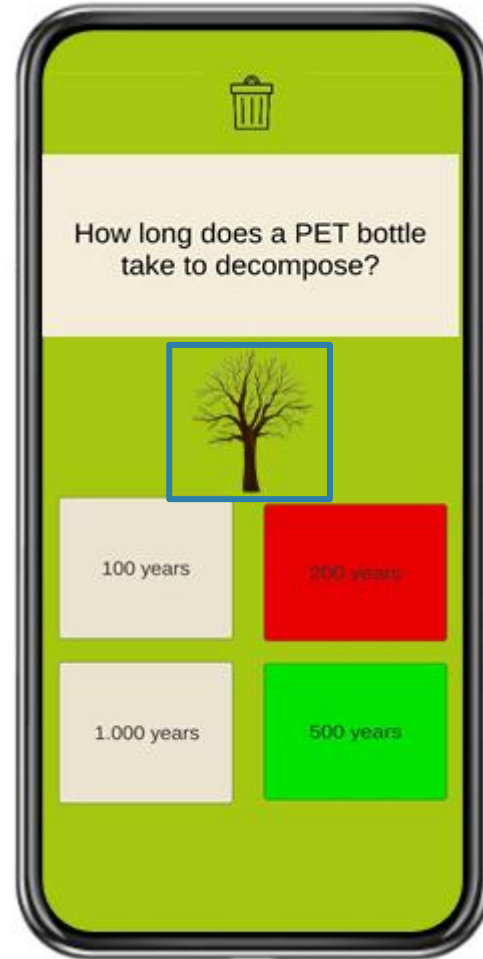 How long does a PET bottle
take to decompose?
100 years
200 years
1.000 years
500 years